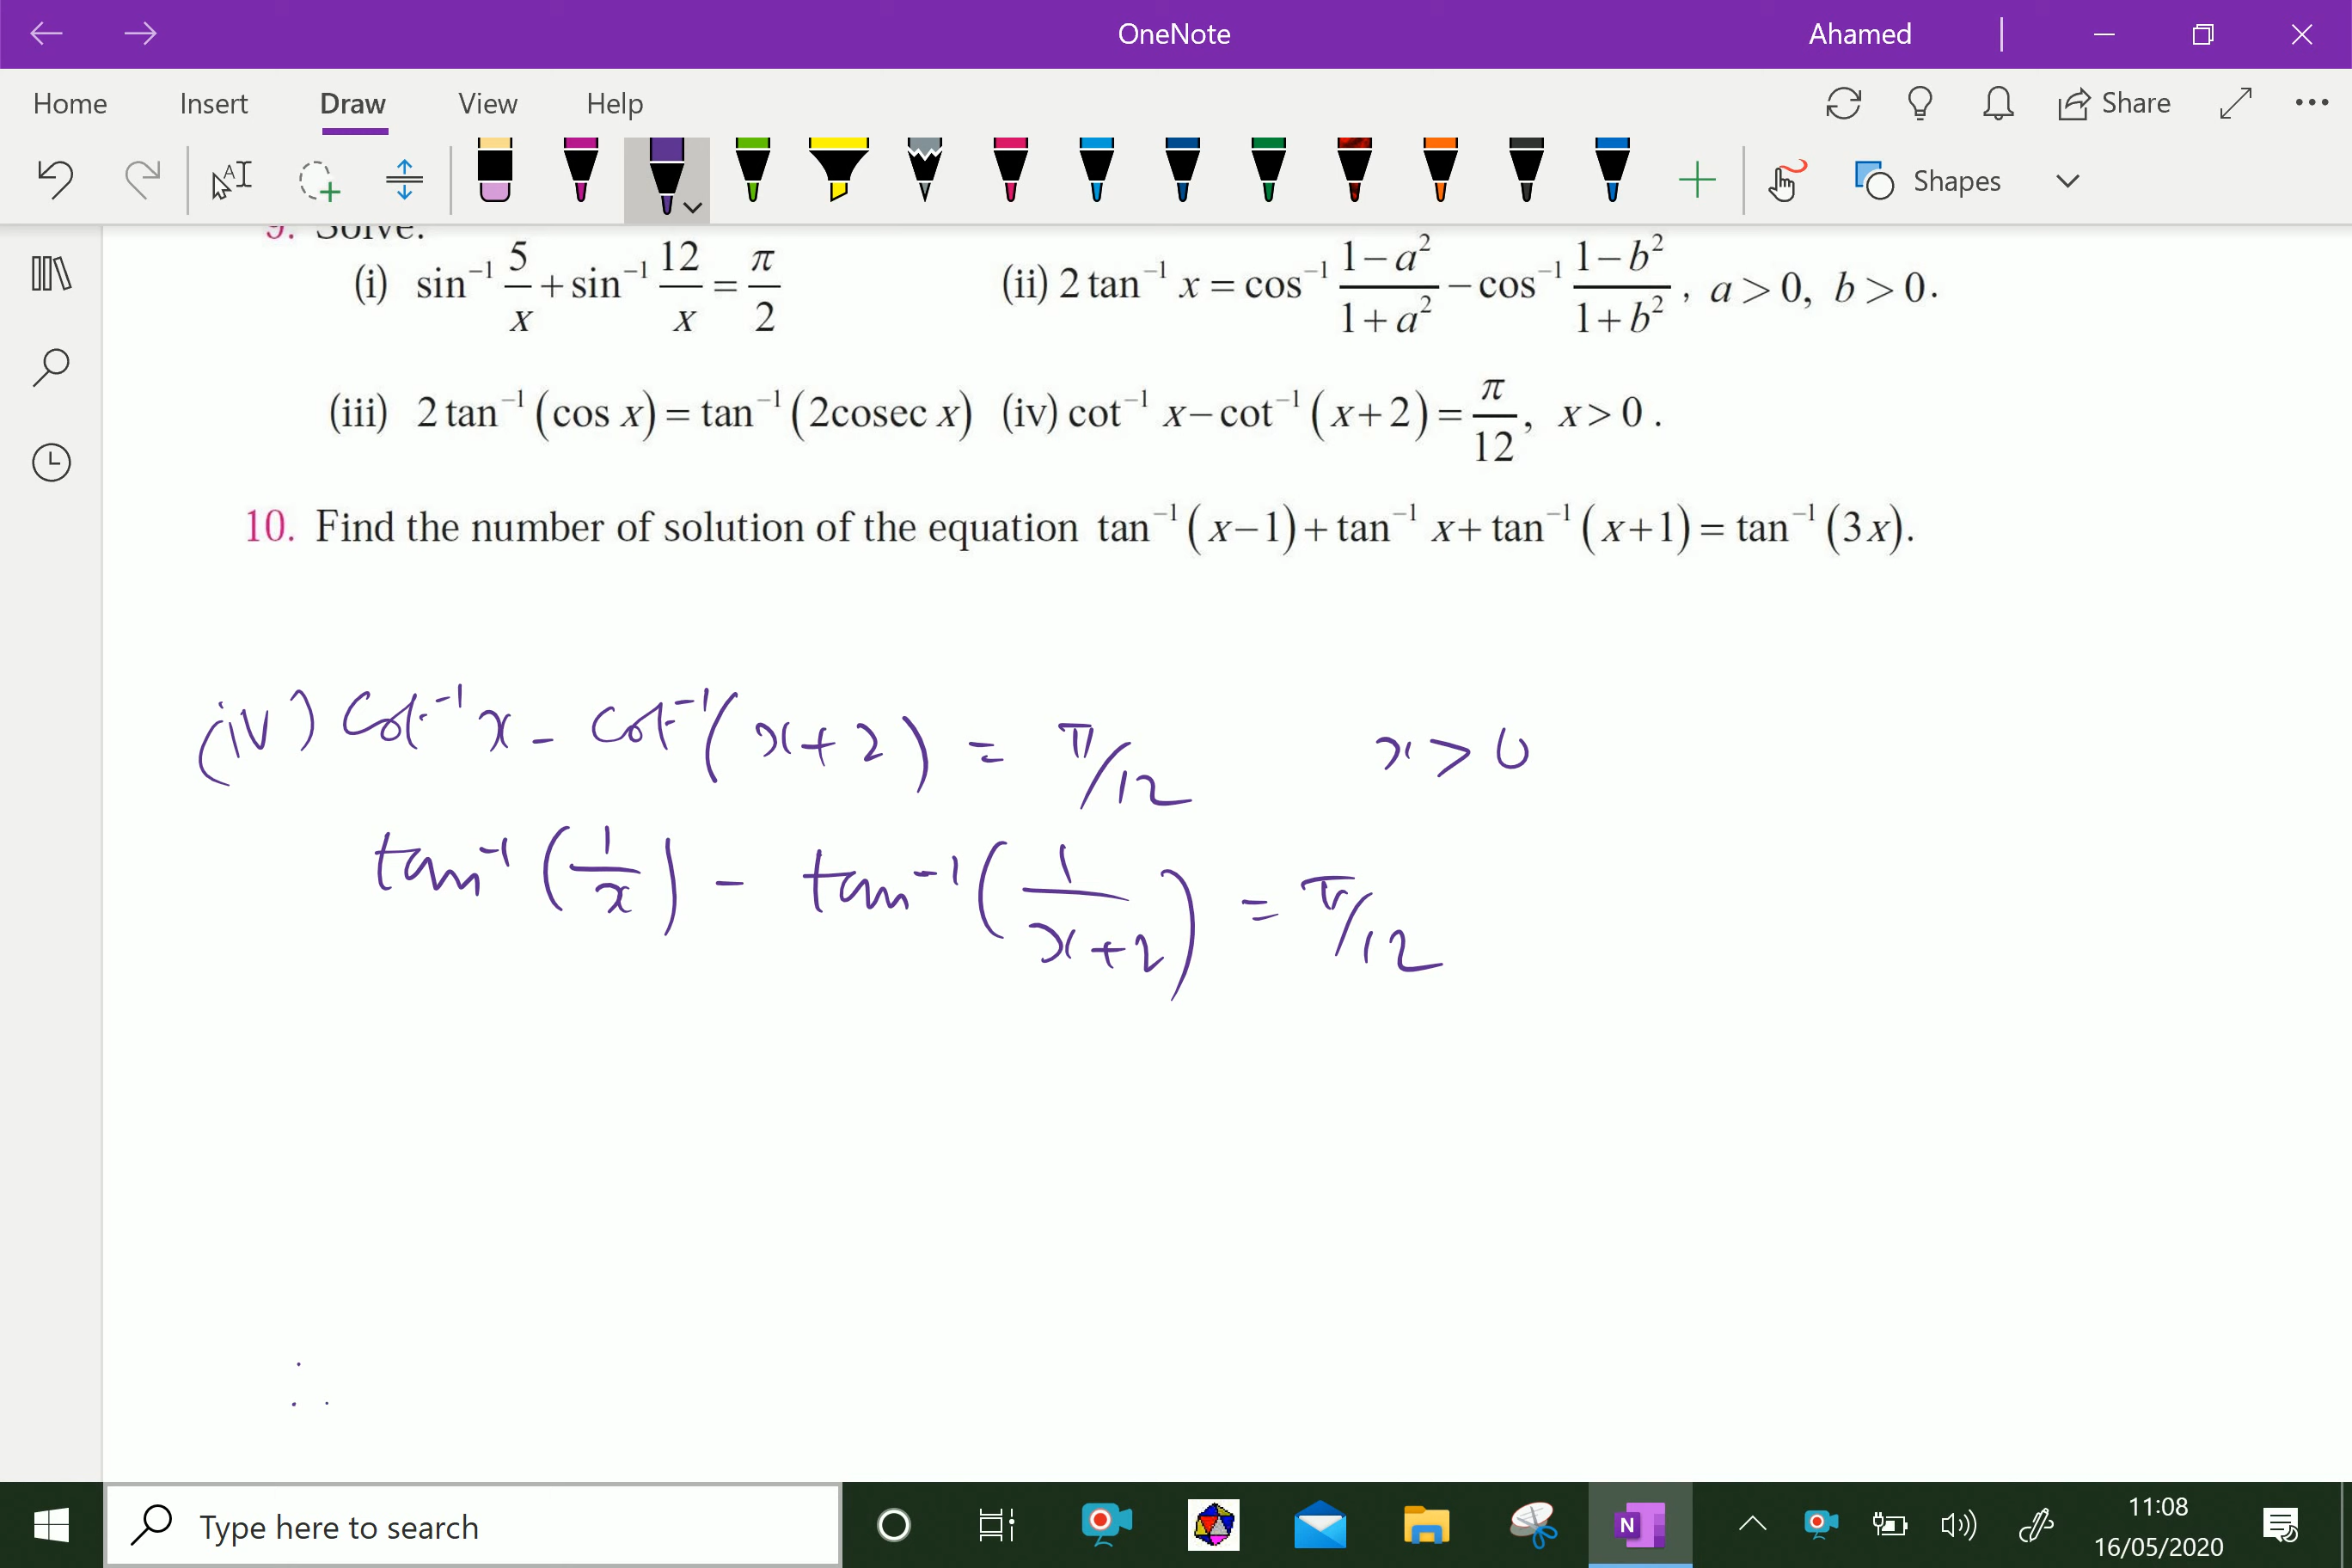 OneNote
Ahamed
Home Insert Draw View Help
Share
Shapes
9. Solve:
(i) sin⁻¹ 5/x + sin⁻¹ 12/x = π/2 (ii) 2 tan⁻¹ x = cos⁻¹ (1−a²)/(1+a²) − cos⁻¹ (1−b²)/(1+b²), a > 0, b > 0.
(iii) 2 tan⁻¹ (cos x) = tan⁻¹ (2cosec x) (iv) cot⁻¹ x − cot⁻¹ (x+2) = π/12, x > 0.
10. Find the number of solution of the equation tan⁻¹ (x−1) + tan⁻¹ x + tan⁻¹ (x+1) = tan⁻¹ (3x).
(iv) Cot⁻¹ x − Cot⁻¹ (x+2) = π/12 x > 0
tan⁻¹ (1/x) − tan⁻¹ (1/(x+2)) = π/12
∴
Type here to search
N
11:08
16/05/2020